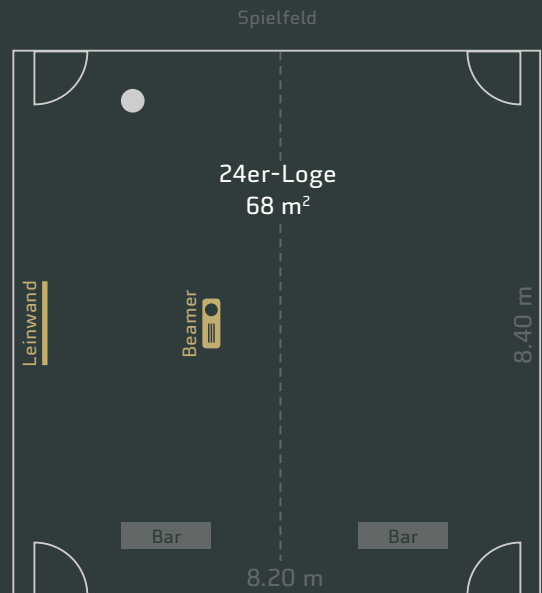 Spielfeld
24er-Loge
68 m²
Leinwand
Beamer
8.40 m
Bar
Bar
8.20 m